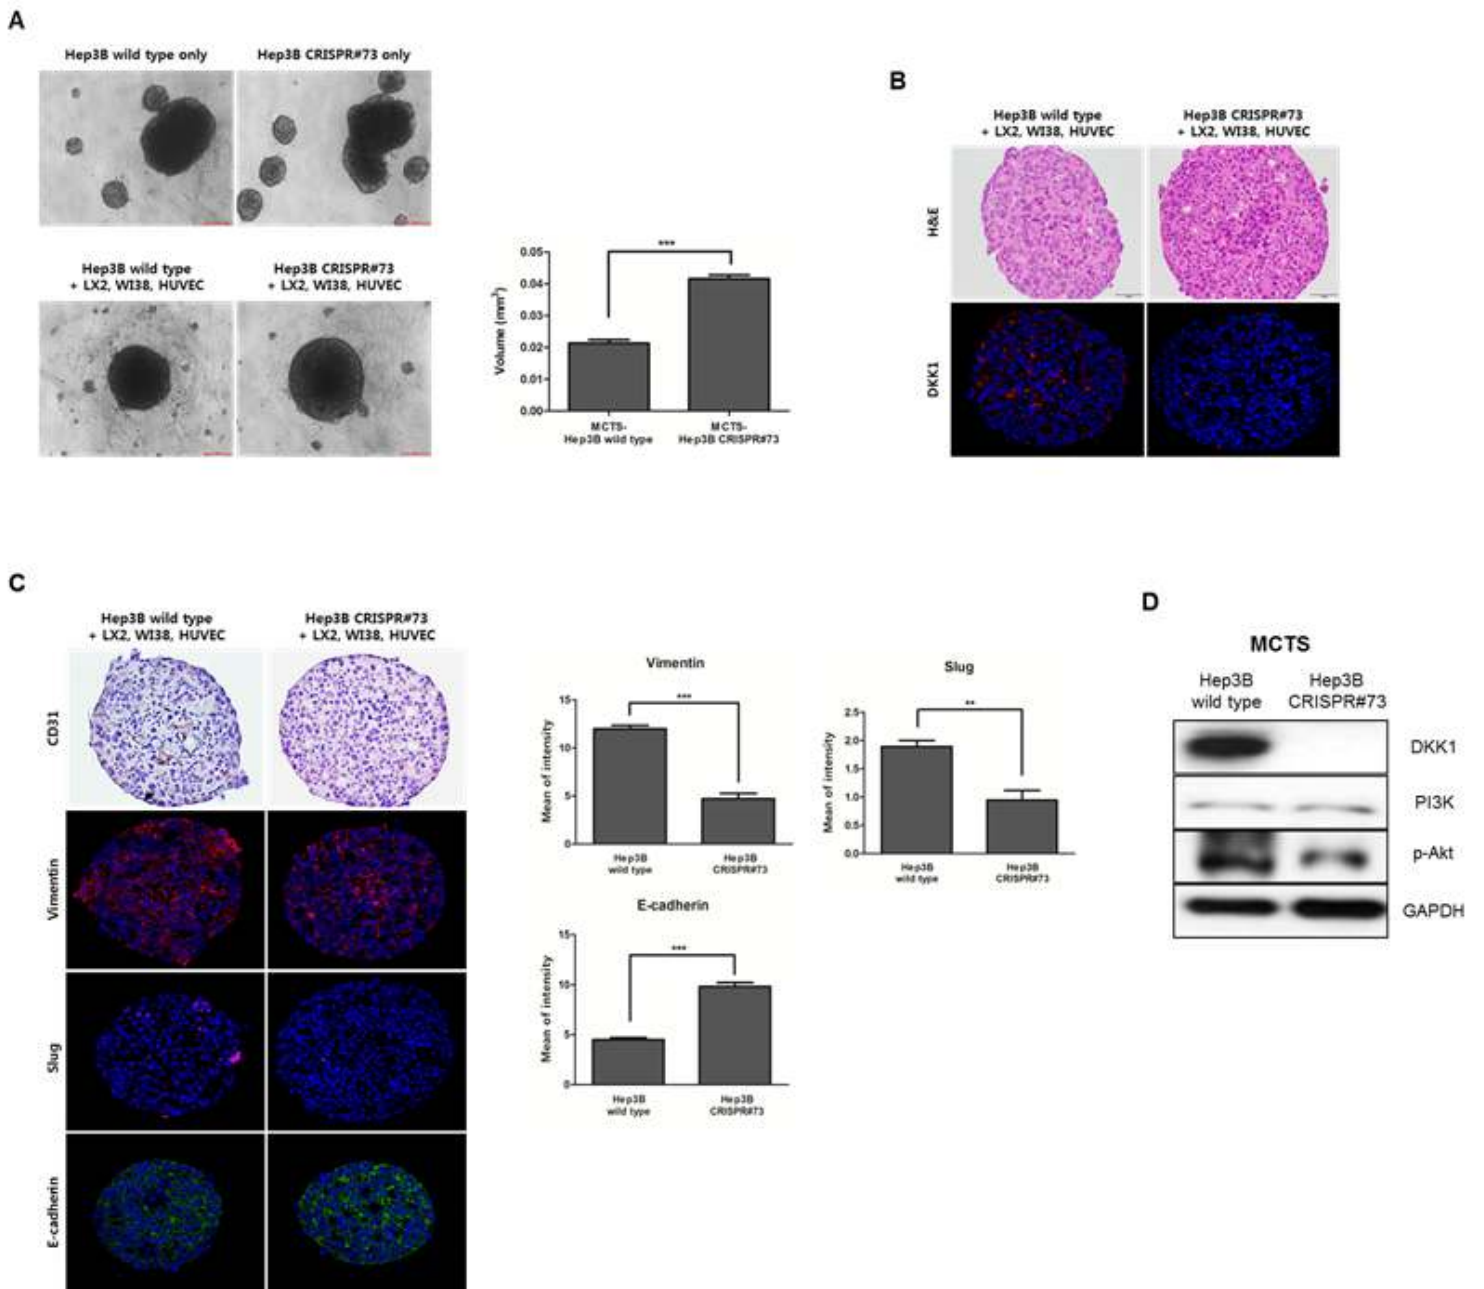 A
Hep3B wild type only
Hep3B CRISPR#73 only
Hep3B wild type
+ LX2, WI38, HUVEC
Hep3B CRISPR#73
+ LX2, WI38, HUVEC
Volume (mm³)
0.05
0.04
0.03
0.02
0.01
0.00
***
MCTS-
Hep3B wild type
MCTS-
Hep3B CRISPR#73
B
Hep3B wild type
+ LX2, WI38, HUVEC
Hep3B CRISPR#73
+ LX2, WI38, HUVEC
H&E
DKK1
C
Hep3B wild type
+ LX2, WI38, HUVEC
Hep3B CRISPR#73
+ LX2, WI38, HUVEC
CD31
Vimentin
Slug
E-cadherin
Vimentin
Mean of intensity
15
10
5
0
***
Hep3B
wild type
Hep3B
CRISPR#73
Slug
Mean of intensity
2.5
2.0
1.5
1.0
0.5
0.0
**
Hep3B
wild type
Hep3B
CRISPR#73
E-cadherin
Mean of intensity
15
10
5
0
***
Hep3B
wild type
Hep3B
CRISPR#73
D
MCTS
Hep3B
wild type
Hep3B
CRISPR#73
DKK1
PI3K
p-Akt
GAPDH